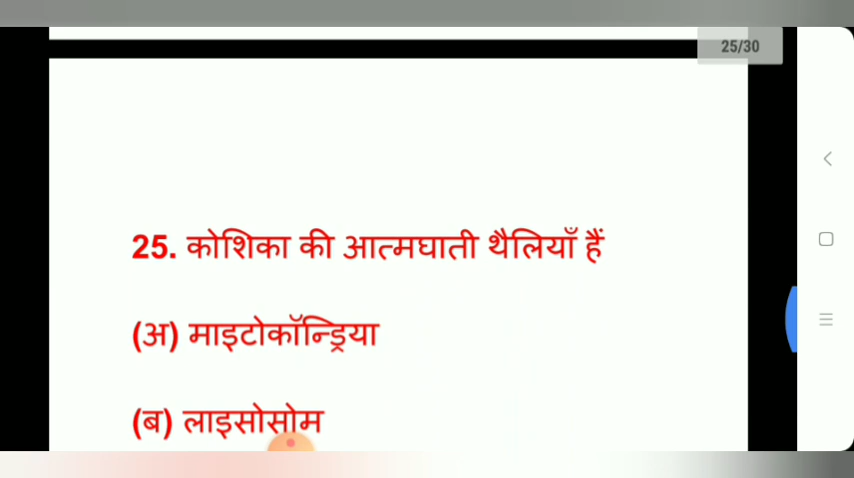 25/30
25. कोशिका की आत्मघाती थैलियाँ हैं
(अ) माइटोकॉन्ड्रिया
(ब) लाइसोसोम